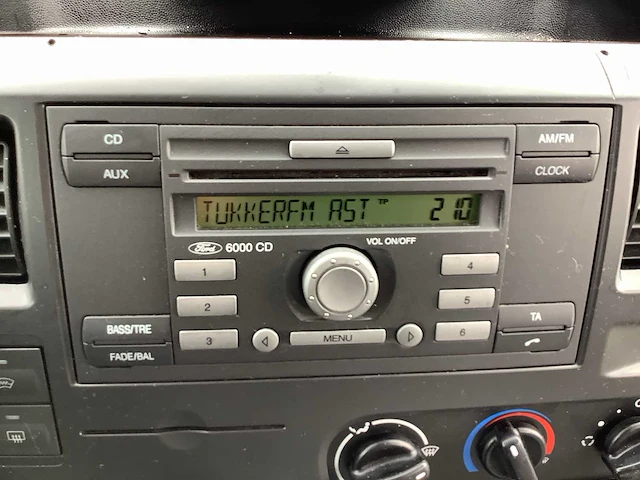 CD
AM/FM
AUX
CLOCK
TUKKERFM AST TP 2 10
Ford 6000 CD
VOL ON/OFF
1
4
2
5
3
MENU
6
BASS/TRE
TA
FADE/BAL